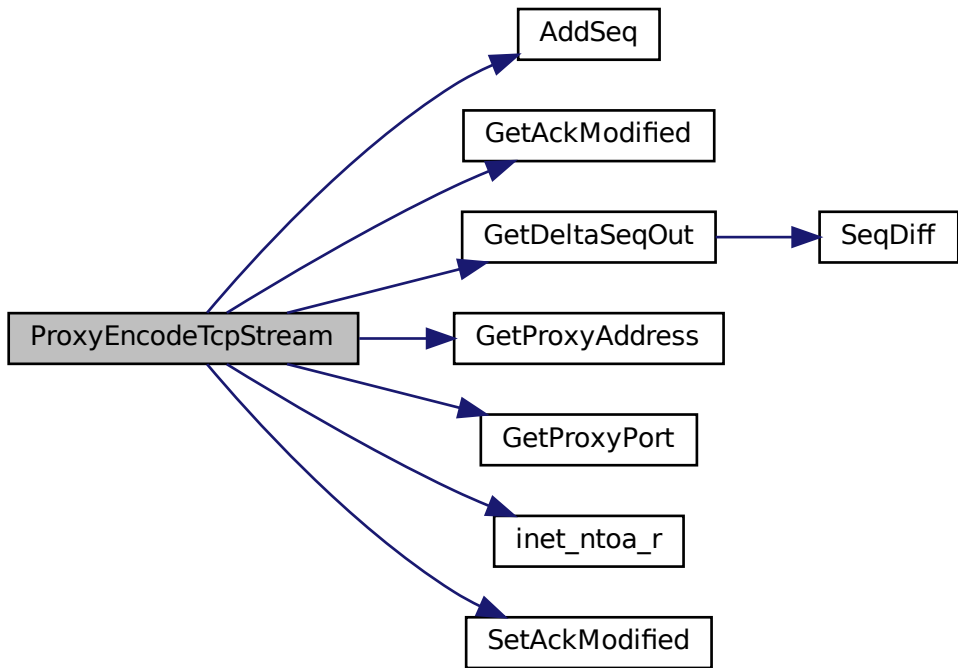 AddSeq
GetAckModified
GetDeltaSeqOut
SeqDiff
ProxyEncodeTcpStream
GetProxyAddress
GetProxyPort
inet_ntoa_r
SetAckModified